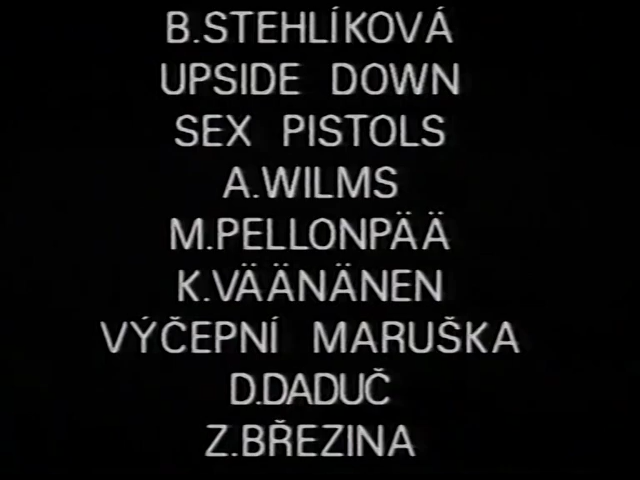 B.STEHLÍKOVÁ
UPSIDE DOWN
SEX PISTOLS
A.WILMS
M.PELLONPÄÄ
K.VÄÄNÄNEN
VÝČEPNÍ MARUŠKA
D.DADUČ
Z.BŘEZINA